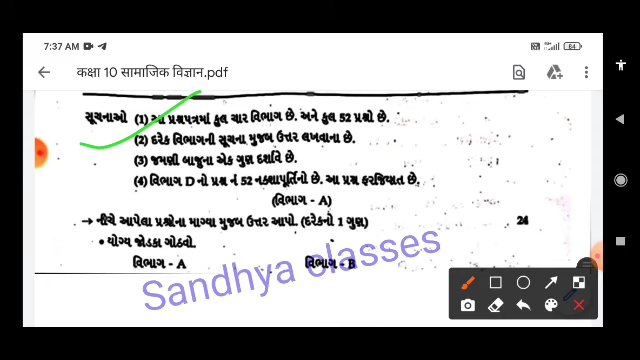 7:37 AM
84
कक्षा 10 सामाजिक विज्ञान.pdf
સૂચનાઓ (1) આ પ્રશ્નપત્રમાં કુલ ચાર વિભાગ છે. અને કુલ 52 પ્રશ્નો છે.
(2) દરેક વિભાગની સૂચના મુજબ ઉત્તર લખવાના છે.
(3) જમણી બાજુના એક ગુણ દર્શાવે છે.
(4) વિભાગ D નો પ્રશ્ન નં 52 નકશાપૂર્તિનો છે. આ પ્રશ્ન ફરજિયાત છે.
(વિભાગ - A)
→ નીચે આપેલા પ્રશ્નોના માગ્યા મુજબ ઉત્તર આપો. (દરેકનો 1 ગુણ) 24
• યોગ્ય જોડકા ગોઠવો.
વિભાગ - A વિભાગ - B
Sandhya classes